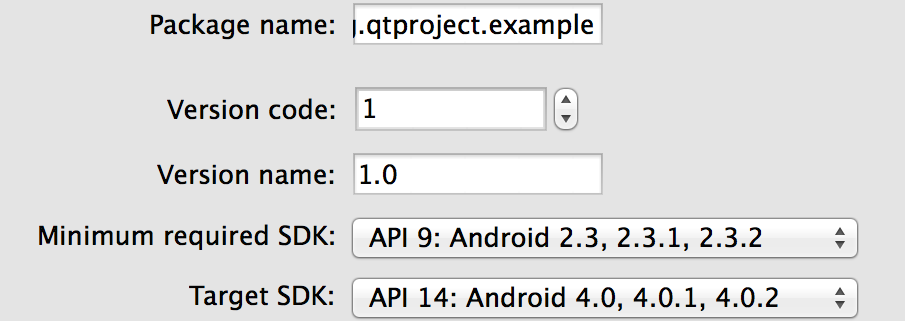 Package name: g.qtproject.example
Version code: 1
Version name: 1.0
Minimum required SDK: API 9: Android 2.3, 2.3.1, 2.3.2
Target SDK: API 14: Android 4.0, 4.0.1, 4.0.2